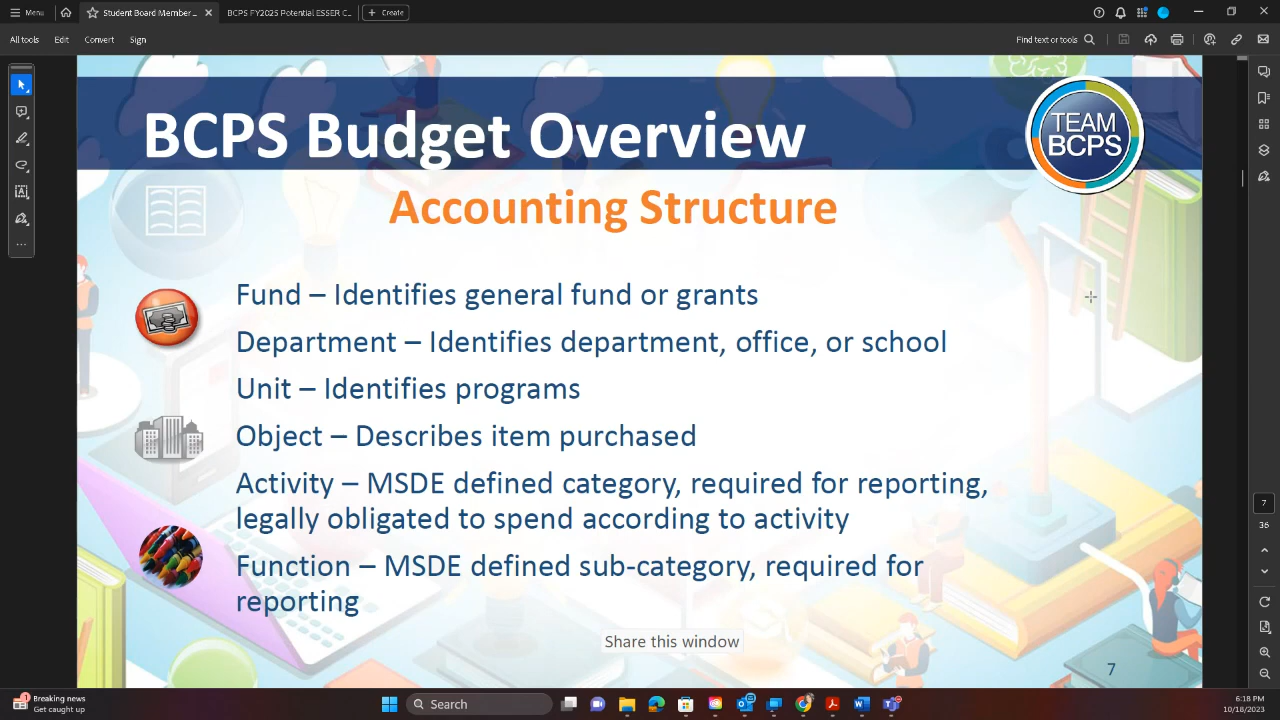 Menu
Student Board Member ...
BCPS FY2025 Potential ESSER C...
Create
All tools Edit Convert Sign
Find text or tools
BCPS Budget Overview
TEAM
BCPS
Accounting Structure
Fund – Identifies general fund or grants
Department – Identifies department, office, or school
Unit – Identifies programs
Object – Describes item purchased
Activity – MSDE defined category, required for reporting,
legally obligated to spend according to activity
Function – MSDE defined sub-category, required for
reporting
Share this window
7
7
36
1
Breaking news
Get caught up
Search
6:18 PM
10/18/2023